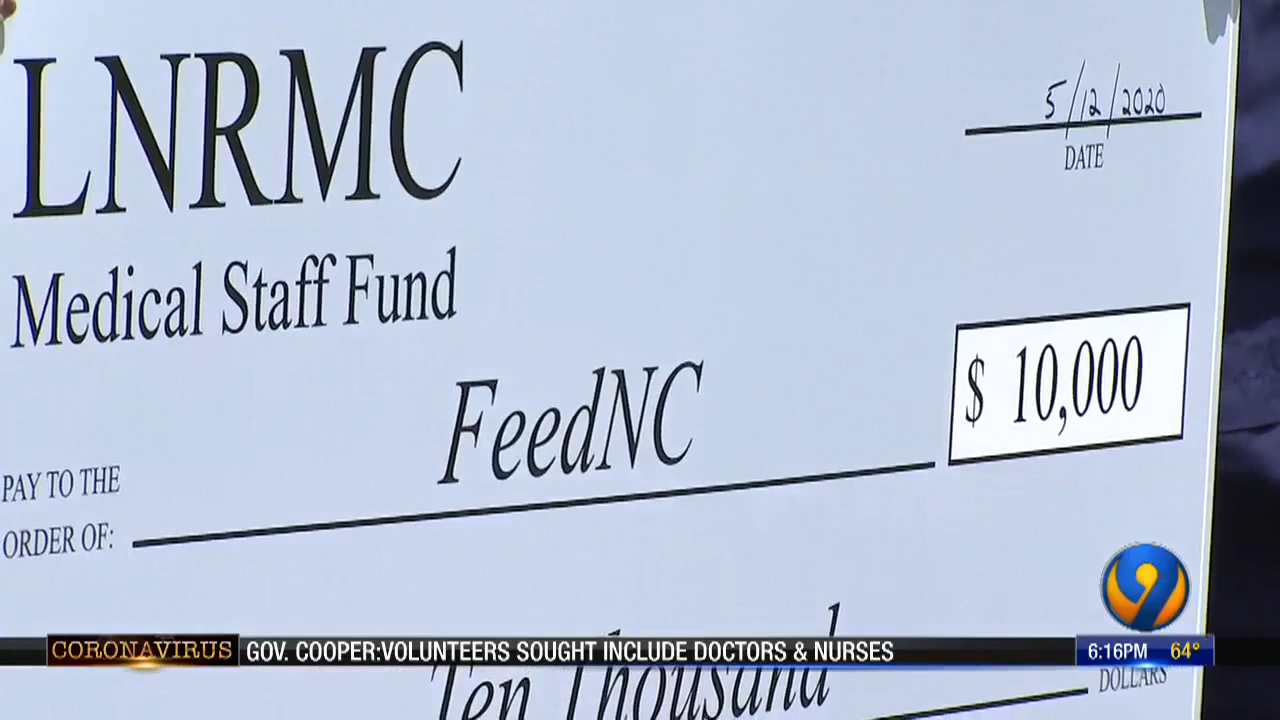 LNRMC
5/12/2020
DATE
Medical Staff Fund
$ 10,000
FeedNC
PAY TO THE
ORDER OF:
Ten Thousand
DOLLARS
9
CORONAVIRUS GOV. COOPER:VOLUNTEERS SOUGHT INCLUDE DOCTORS & NURSES 6:16PM 64°